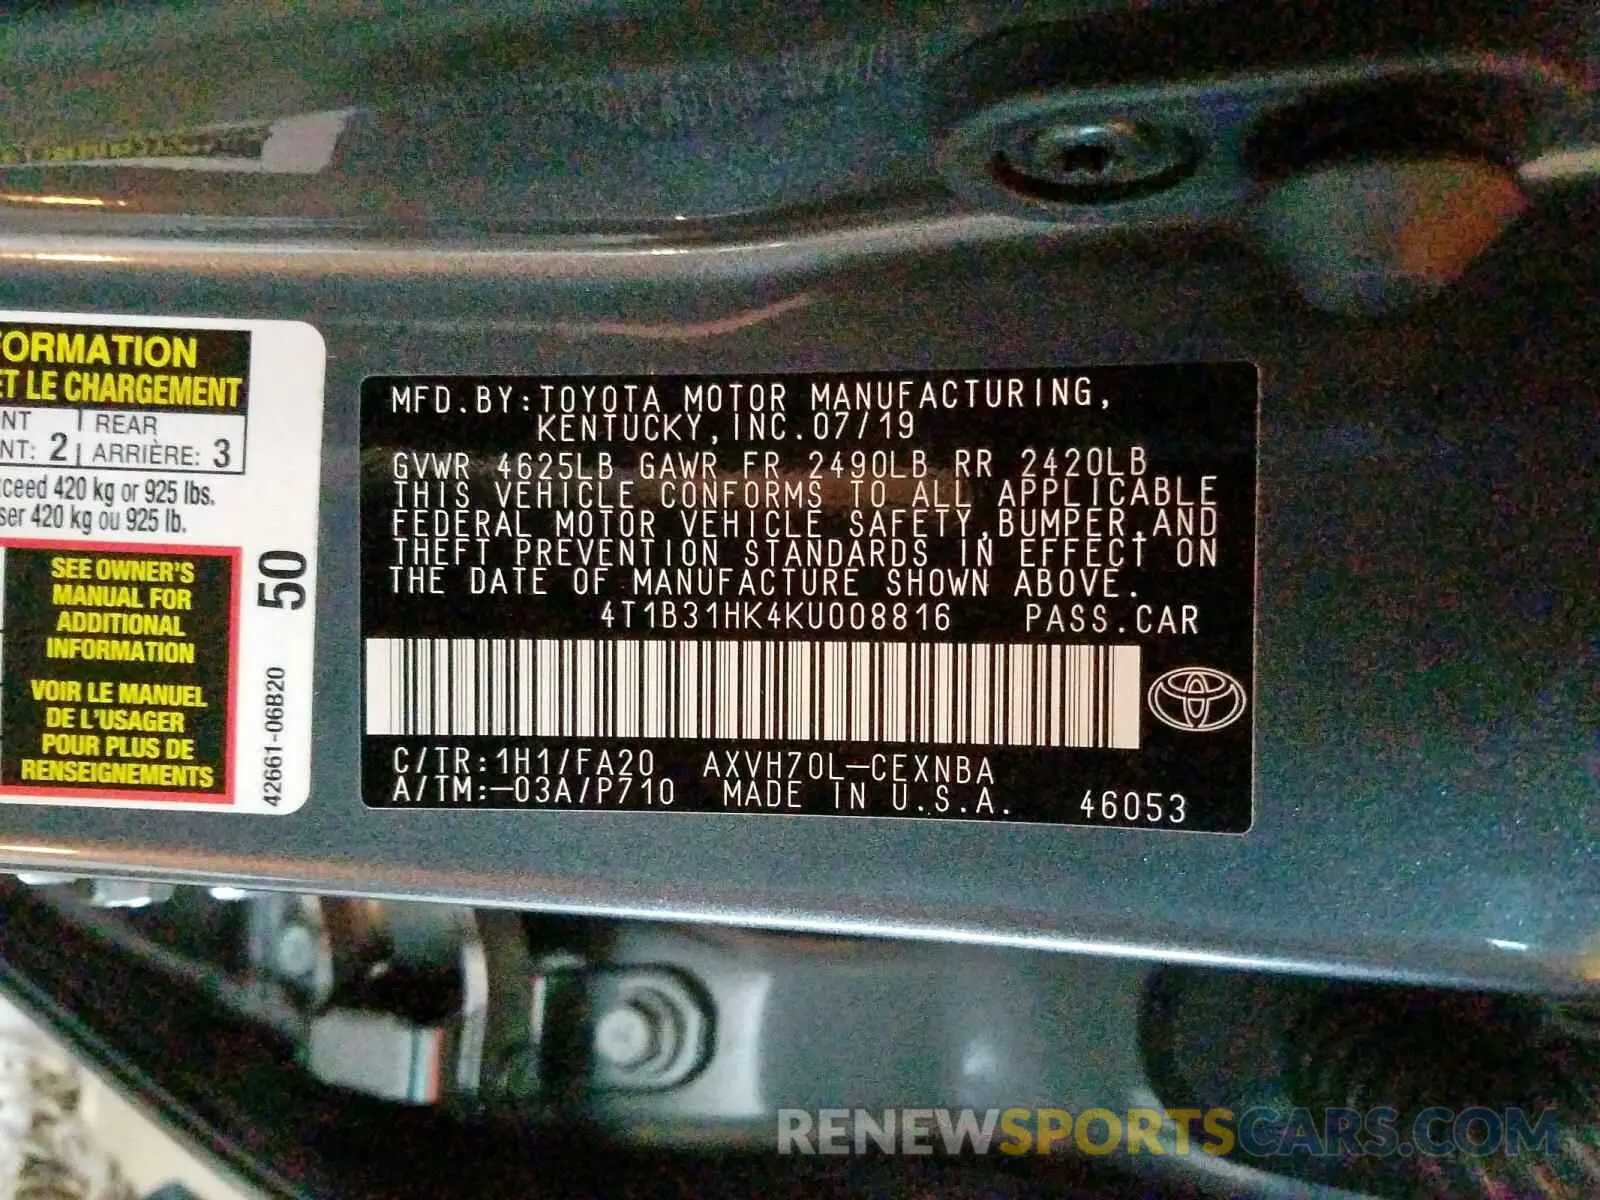 FORMATION
ET LE CHARGEMENT
NT REAR
NT: 2 ARRIÈRE: 3
ceed 420 kg or 925 lbs.
ser 420 kg ou 925 lb.
SEE OWNER'S
MANUAL FOR
ADDITIONAL
INFORMATION
VOIR LE MANUEL
DE L'USAGER
POUR PLUS DE
RENSEIGNEMENTS
50
42661-06B20
MFD.BY:TOYOTA MOTOR MANUFACTURING,
KENTUCKY,INC.07/19
GVWR 4625LB GAWR FR 2490LB RR 2420LB
THIS VEHICLE CONFORMS TO ALL APPLICABLE
FEDERAL MOTOR VEHICLE SAFETY,BUMPER,AND
THEFT PREVENTION STANDARDS IN EFFECT ON
THE DATE OF MANUFACTURE SHOWN ABOVE.
4T1B31HK4KU008816 PASS.CAR
C/TR:1H1/FA20 AXVH70L-CEXNBA
A/TM:-03A/P710 MADE IN U.S.A. 46053
RENEWSPORTSCARS.COM